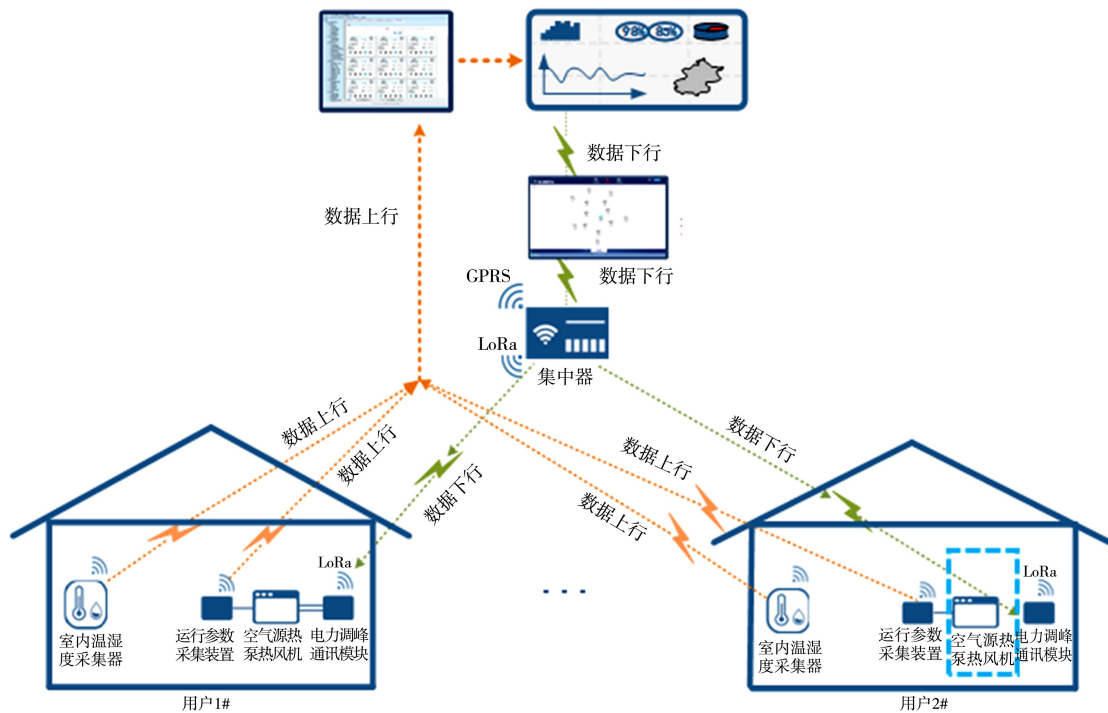 98% 85%
数据下行
数据上行
数据下行
GPRS
LoRa
集中器
数据上行
数据上行
数据下行
数据上行
数据上行
数据下行
LoRa
室内温湿
度采集器
运行参数
采集装置
空气源热
泵热风机
电力调峰
通讯模块
用户1#
...
LoRa
室内温湿
度采集器
运行参数
采集装置
空气源热
泵热风机
电力调峰
通讯模块
用户2#